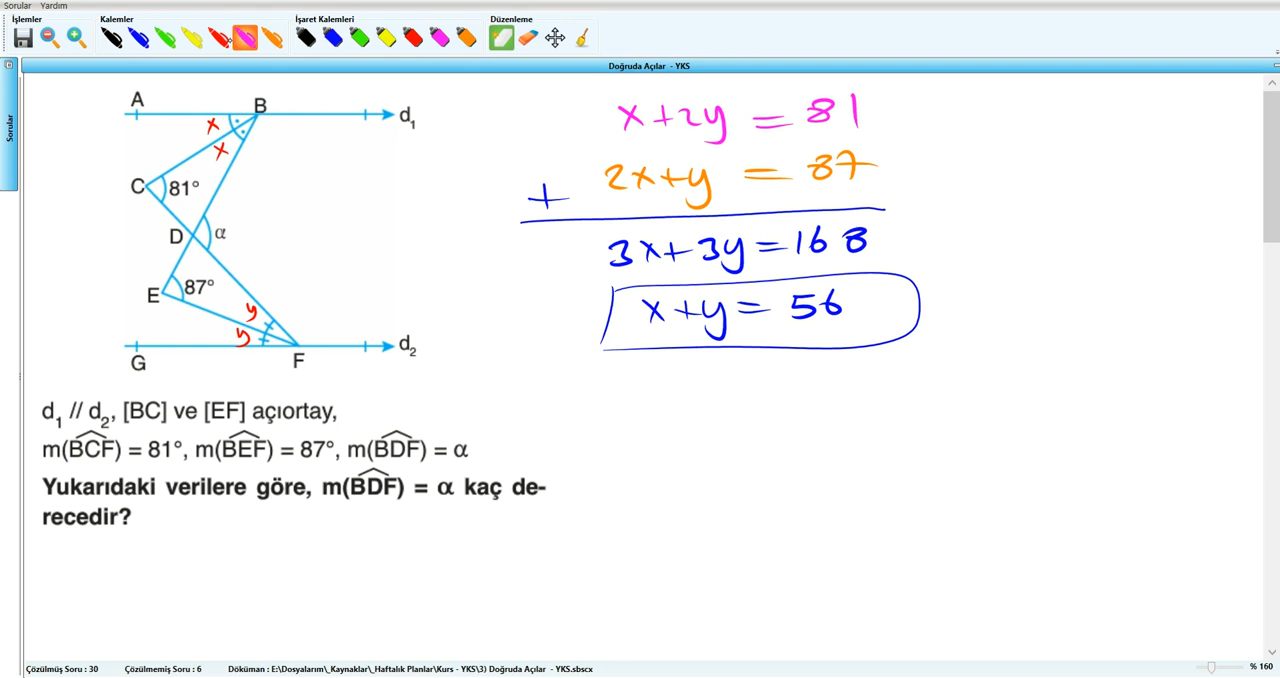 Sorular Yardım
İşlemler Kalemler İşaret Kalemleri Düzenleme
Doğruda Açılar - YKS
Sorular
A B d1
x
x
C 81°
D α
E 87°
y
y
G F d2
x+2y = 81
2x+y = 87
+
3x+3y=168
x+y= 56
d1 // d2, [BC] ve [EF] açıortay,
m(BCF) = 81°, m(BEF) = 87°, m(BDF) = α
Yukarıdaki verilere göre, m(BDF) = α kaç de-
recedir?
Çözülmüş Soru : 30 Çözülmemiş Soru : 6 Döküman : E:\Dosyalarım\_Kaynaklar\_Haftalık Planlar\Kurs - YKS\3) Doğruda Açılar - YKS.sbscx % 160